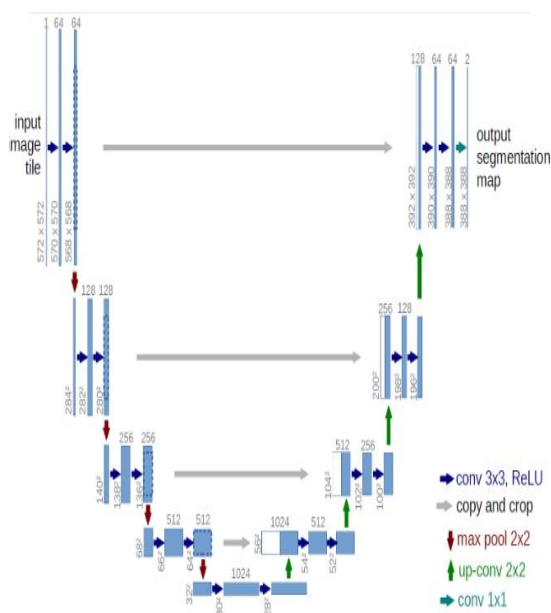 1 64 64
128 64 64 2
input
image
tile
output
segmentation
map
572 x 572
570 x 570
568 x 568
392 x 392
390 x 390
388 x 388
388 x 388
128 128
256 128
284²
282²
280²
200²
198²
196²
256 256
512 256
140²
138²
136²
104²
102²
100²
512 512
1024 512
68²
66²
64²
56²
54²
52²
1024
32²
conv 3x3, ReLU
copy and crop
max pool 2x2
up-conv 2x2
conv 1x1